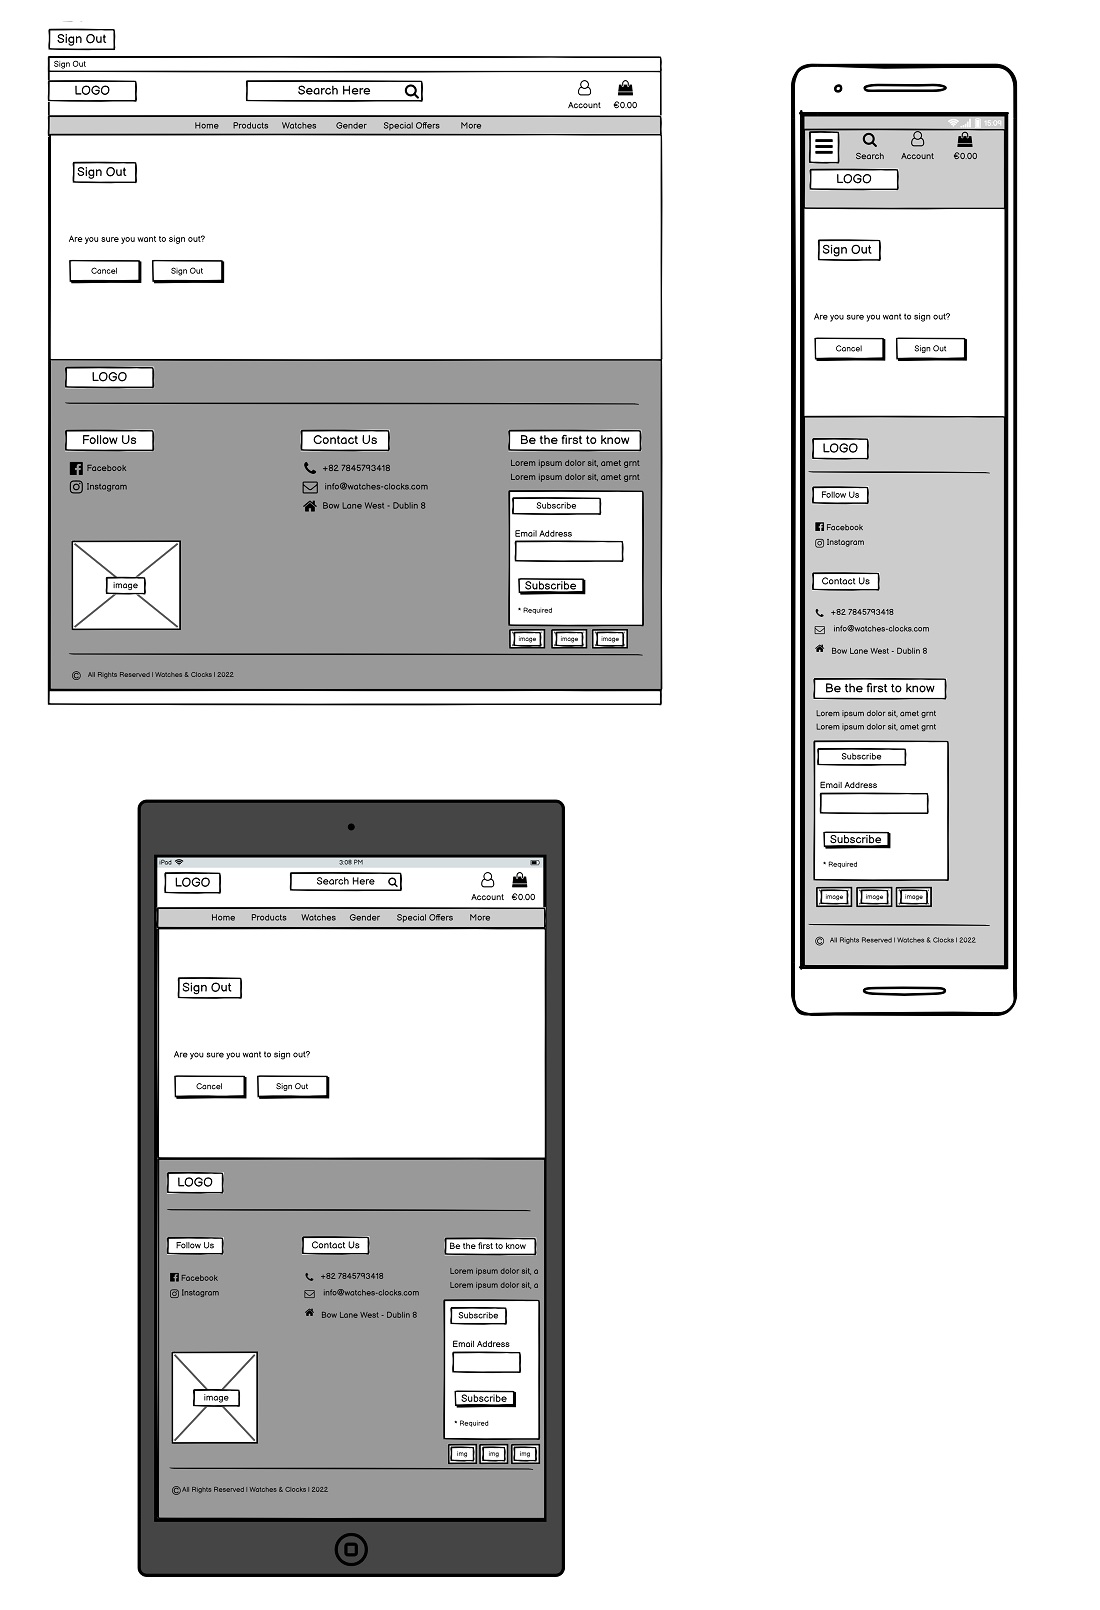 Sign Out
Sign Out
LOGO
Search Here
Account
€0.00
Home Products Watches Gender Special Offers More
Sign Out
Are you sure you want to sign out?
Cancel
Sign Out
LOGO
Follow Us
Facebook
Instagram
image
Contact Us
+82 7845793418
info@watches-clocks.com
Bow Lane West - Dublin 8
Be the first to know
Lorem ipsum dolor sit, amet grnt
Lorem ipsum dolor sit, amet grnt
Subscribe
Email Address
Subscribe
* Required
image image image
© All Rights Reserved | Watches & Clocks | 2022
15:09
Search
Account
€0.00
LOGO
Sign Out
Are you sure you want to sign out?
Cancel
Sign Out
LOGO
Follow Us
Facebook
Instagram
Contact Us
+82 7845793418
info@watches-clocks.com
Bow Lane West - Dublin 8
Be the first to know
Lorem ipsum dolor sit, amet grnt
Lorem ipsum dolor sit, amet grnt
Subscribe
Email Address
Subscribe
* Required
image image image
© All Rights Reserved | Watches & Clocks | 2022
iPod
3:08 PM
LOGO
Search Here
Account
€0.00
Home Products Watches Gender Special Offers More
Sign Out
Are you sure you want to sign out?
Cancel
Sign Out
LOGO
Follow Us
Facebook
Instagram
image
Contact Us
+82 7845793418
info@watches-clocks.com
Bow Lane West - Dublin 8
Be the first to know
Lorem ipsum dolor sit, a
Lorem ipsum dolor sit, a
Subscribe
Email Address
Subscribe
* Required
img img img
© All Rights Reserved | Watches & Clocks | 2022